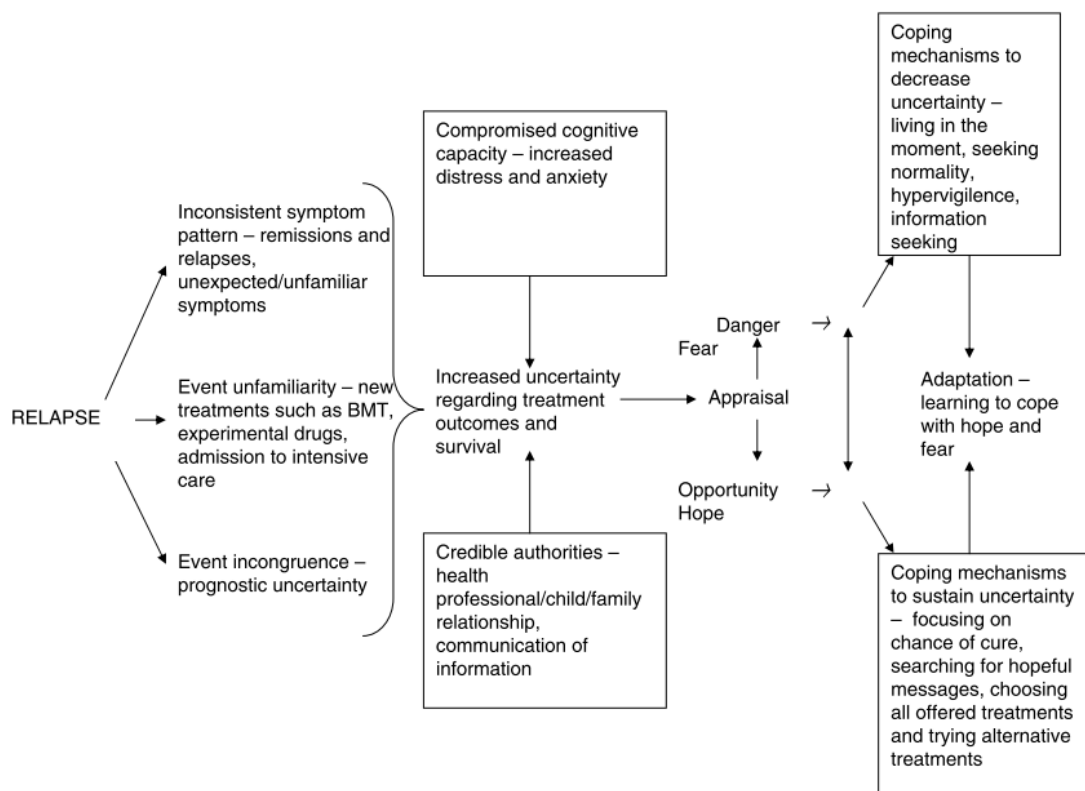 RELAPSE
Inconsistent symptom
pattern – remissions and
relapses,
unexpected/unfamiliar
symptoms
Event unfamiliarity – new
treatments such as BMT,
experimental drugs,
admission to intensive
care
Event incongruence –
prognostic uncertainty
Compromised cognitive
capacity – increased
distress and anxiety
Increased uncertainty
regarding treatment
outcomes and
survival
Credible authorities –
health
professional/child/family
relationship,
communication of
information
Danger
Fear
Appraisal
Opportunity
Hope
Coping
mechanisms to
decrease
uncertainty –
living in the
moment, seeking
normality,
hypervigilence,
information
seeking
Adaptation –
learning to cope
with hope and
fear
Coping mechanisms
to sustain uncertainty
– focusing on
chance of cure,
searching for hopeful
messages, choosing
all offered treatments
and trying alternative
treatments